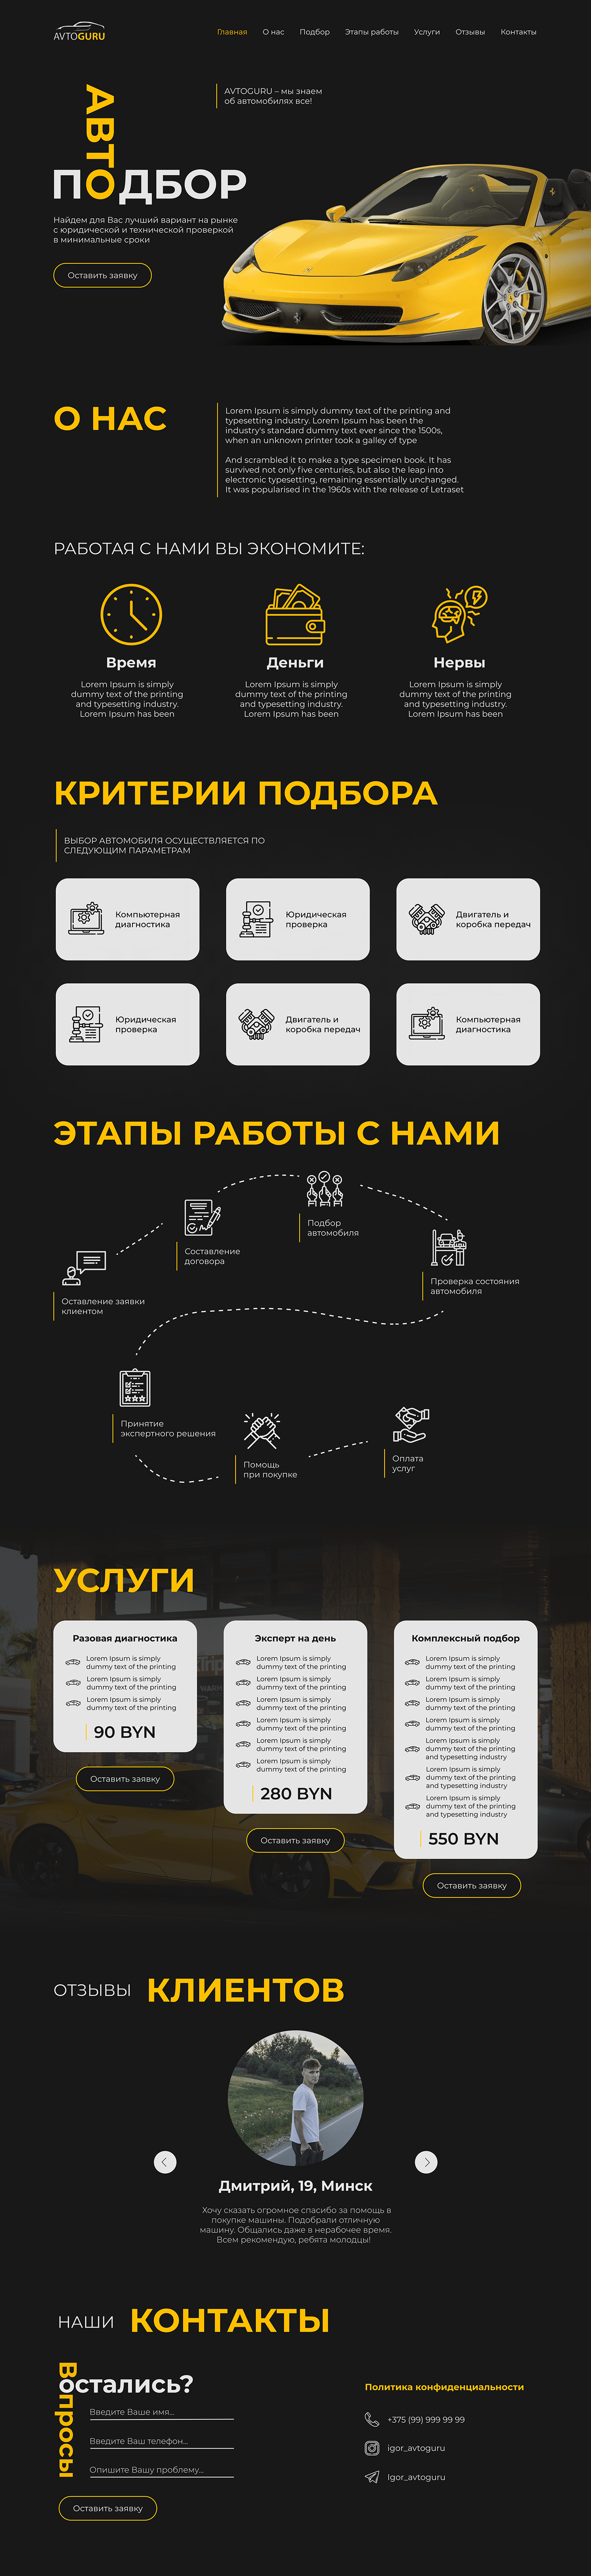 AVTOGURU
Главная О нас Подбор Этапы работы Услуги Отзывы Контакты
AVTOGURU – мы знаем
об автомобилях все!
АВТО
ПОДБОР
Найдем для Вас лучший вариант на рынке
с юридической и технической проверкой
в минимальные сроки
Оставить заявку
О НАС
Lorem Ipsum is simply dummy text of the printing and
typesetting industry. Lorem Ipsum has been the
industry's standard dummy text ever since the 1500s,
when an unknown printer took a galley of type
And scrambled it to make a type specimen book. It has
survived not only five centuries, but also the leap into
electronic typesetting, remaining essentially unchanged.
It was popularised in the 1960s with the release of Letraset
РАБОТАЯ С НАМИ ВЫ ЭКОНОМИТЕ:
Время
Lorem Ipsum is simply
dummy text of the printing
and typesetting industry.
Lorem Ipsum has been
Деньги
Lorem Ipsum is simply
dummy text of the printing
and typesetting industry.
Lorem Ipsum has been
Нервы
Lorem Ipsum is simply
dummy text of the printing
and typesetting industry.
Lorem Ipsum has been
КРИТЕРИИ ПОДБОРА
ВЫБОР АВТОМОБИЛЯ ОСУЩЕСТВЛЯЕТСЯ ПО
СЛЕДУЮЩИМ ПАРАМЕТРАМ
Компьютерная
диагностика
Юридическая
проверка
Двигатель и
коробка передач
Юридическая
проверка
Двигатель и
коробка передач
Компьютерная
диагностика
ЭТАПЫ РАБОТЫ С НАМИ
Оставление заявки
клиентом
Составление
договора
Подбор
автомобиля
Проверка состояния
автомобиля
Принятие
экспертного решения
Помощь
при покупке
Оплата
услуг
УСЛУГИ
Разовая диагностика
Lorem Ipsum is simply
dummy text of the printing
Lorem Ipsum is simply
dummy text of the printing
Lorem Ipsum is simply
dummy text of the printing
90 BYN
Оставить заявку
Эксперт на день
Lorem Ipsum is simply
dummy text of the printing
Lorem Ipsum is simply
dummy text of the printing
Lorem Ipsum is simply
dummy text of the printing
Lorem Ipsum is simply
dummy text of the printing
Lorem Ipsum is simply
dummy text of the printing
Lorem Ipsum is simply
dummy text of the printing
280 BYN
Оставить заявку
Комплексный подбор
Lorem Ipsum is simply
dummy text of the printing
Lorem Ipsum is simply
dummy text of the printing
Lorem Ipsum is simply
dummy text of the printing
Lorem Ipsum is simply
dummy text of the printing
Lorem Ipsum is simply
dummy text of the printing
and typesetting industry
Lorem Ipsum is simply
dummy text of the printing
and typesetting industry
Lorem Ipsum is simply
dummy text of the printing
and typesetting industry
550 BYN
Оставить заявку
ОТЗЫВЫ КЛИЕНТОВ
Дмитрий, 19, Минск
Хочу сказать огромное спасибо за помощь в
покупке машины. Подобрали отличную
машину. Общались даже в нерабочее время.
Всем рекомендую, ребята молодцы!
НАШИ КОНТАКТЫ
Вопросы
остались?
Введите Ваше имя...
Введите Ваш телефон...
Опишите Вашу проблему...
Оставить заявку
Политика конфиденциальности
+375 (99) 999 99 99
igor_avtoguru
Igor_avtoguru